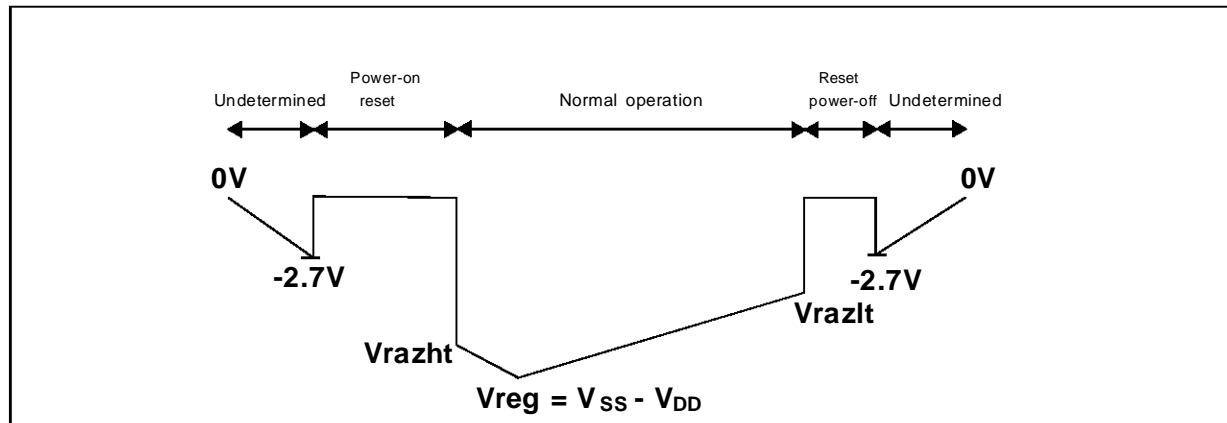 Undetermined
Power-on
reset
Normal operation
Reset
power-off
Undetermined
0V
0V
-2.7V
-2.7V
Vrazlt
Vrazht
Vreg = VSS - VDD